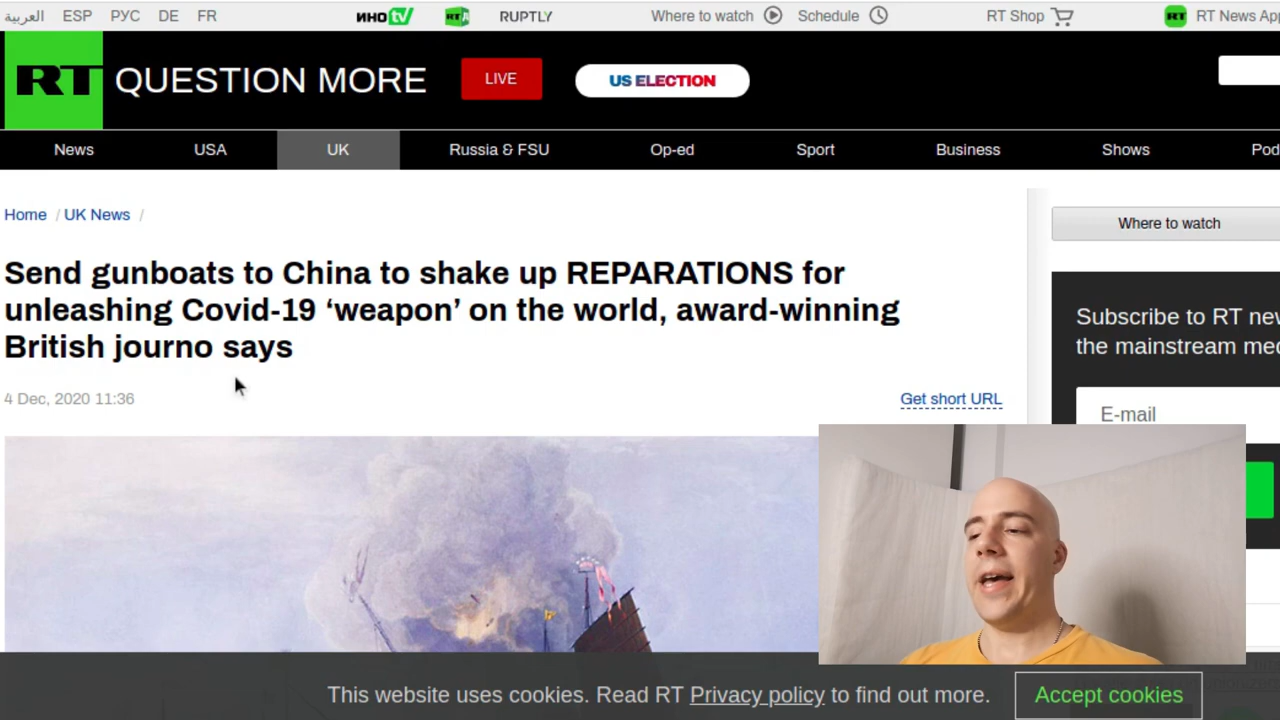 العربية ESP РУС DE FR ИНО tv RT RUPTLY Where to watch Schedule RT Shop RT News App
RT QUESTION MORE LIVE US ELECTION
News USA UK Russia & FSU Op-ed Sport Business Shows Pod
Home / UK News /
Where to watch
Send gunboats to China to shake up REPARATIONS for
unleashing Covid-19 ‘weapon’ on the world, award-winning
British journo says
4 Dec, 2020 11:36
Get short URL
Subscribe to RT new
the mainstream med
E-mail
This website uses cookies. Read RT Privacy policy to find out more. Accept cookies